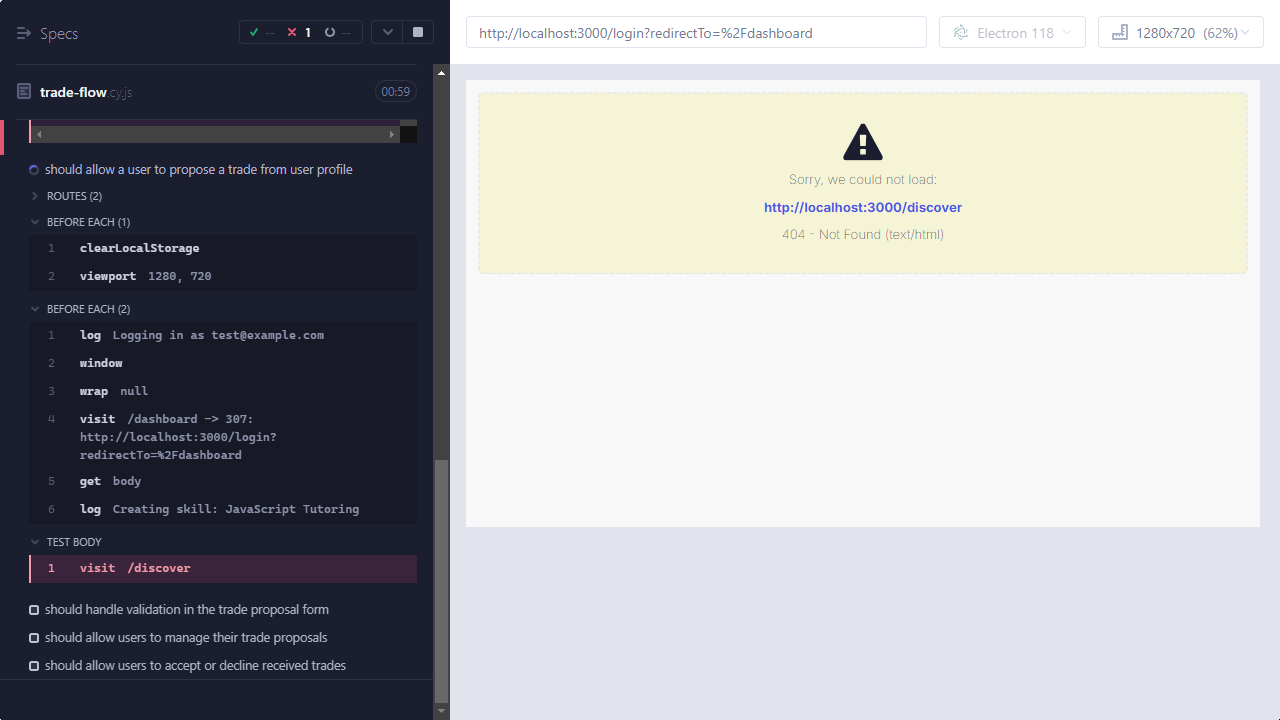 Specs
-- 1 --
trade-flow.cy.js 00:59
should allow a user to propose a trade from user profile
ROUTES (2)
BEFORE EACH (1)
1 clearLocalStorage
2 viewport 1280, 720
BEFORE EACH (2)
1 log Logging in as test@example.com
2 window
3 wrap null
4 visit /dashboard -> 307:
http://localhost:3000/login?
redirectTo=%2Fdashboard
5 get body
6 log Creating skill: JavaScript Tutoring
TEST BODY
1 visit /discover
should handle validation in the trade proposal form
should allow users to manage their trade proposals
should allow users to accept or decline received trades
http://localhost:3000/login?redirectTo=%2Fdashboard
Electron 118
1280x720 (62%)
Sorry, we could not load:
http://localhost:3000/discover
404 - Not Found (text/html)